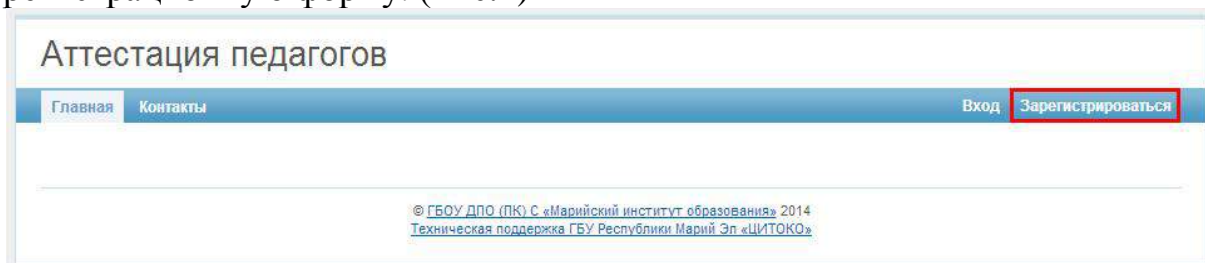 Аттестация педагогов
Главная Контакты Вход Зарегистрироваться
© ГБОУ ДПО (ПК) С «Марийский институт образования» 2014
Техническая поддержка ГБУ Республики Марий Эл «ЦИТОКО»